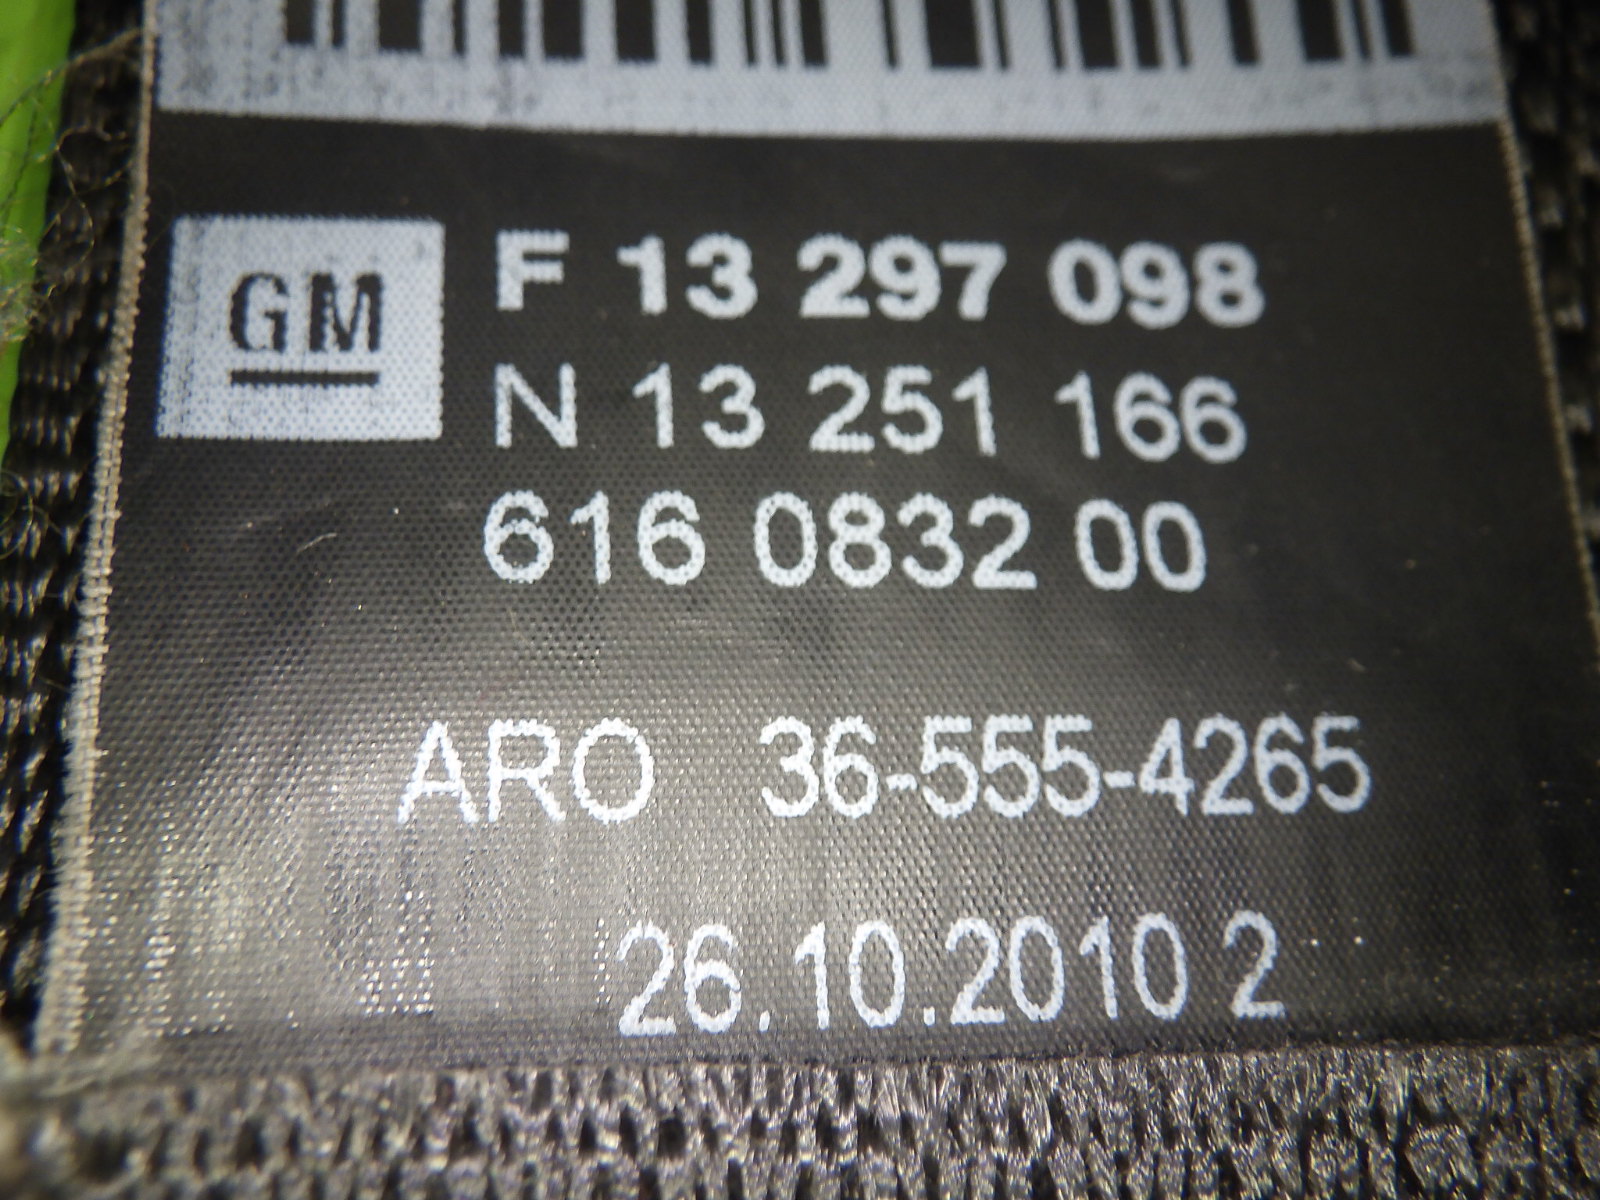 GM
F 13 297 098
N 13 251 166
616 0832 00
ARO 36-555-4265
26.10.2010 2